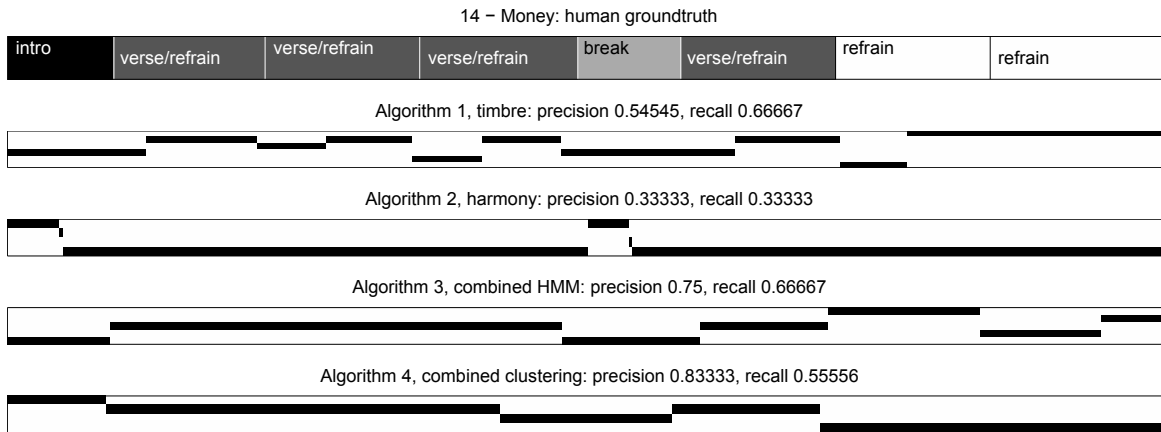 14 − Money: human groundtruth
intro verse/refrain verse/refrain verse/refrain break verse/refrain refrain refrain
Algorithm 1, timbre: precision 0.54545, recall 0.66667
Algorithm 2, harmony: precision 0.33333, recall 0.33333
Algorithm 3, combined HMM: precision 0.75, recall 0.66667
Algorithm 4, combined clustering: precision 0.83333, recall 0.55556